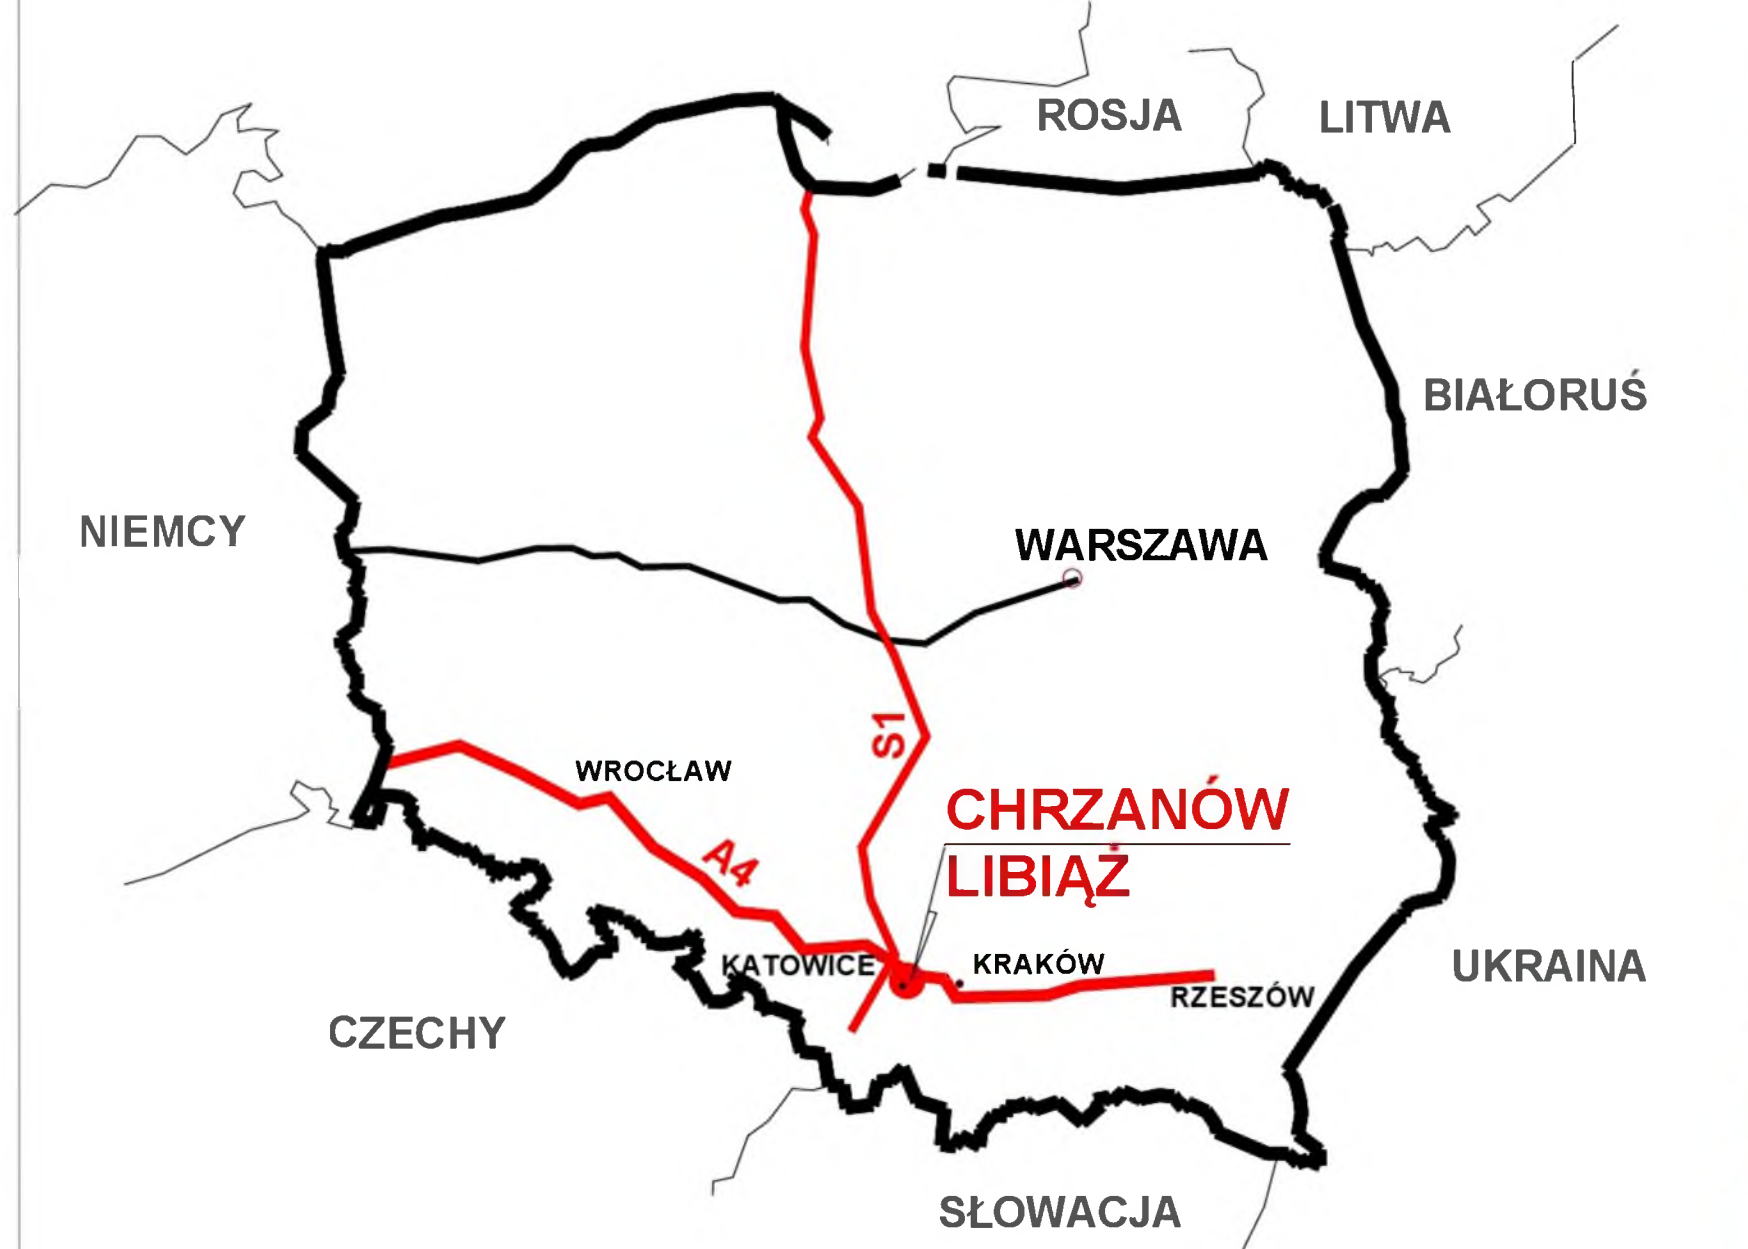 ROSJA
LITWA
BIAŁORUŚ
NIEMCY
WARSZAWA
S1
WROCŁAW
CHRZANÓW
LIBIĄŻ
A4
KATOWICE
KRAKÓW
RZESZÓW
UKRAINA
CZECHY
SŁOWACJA